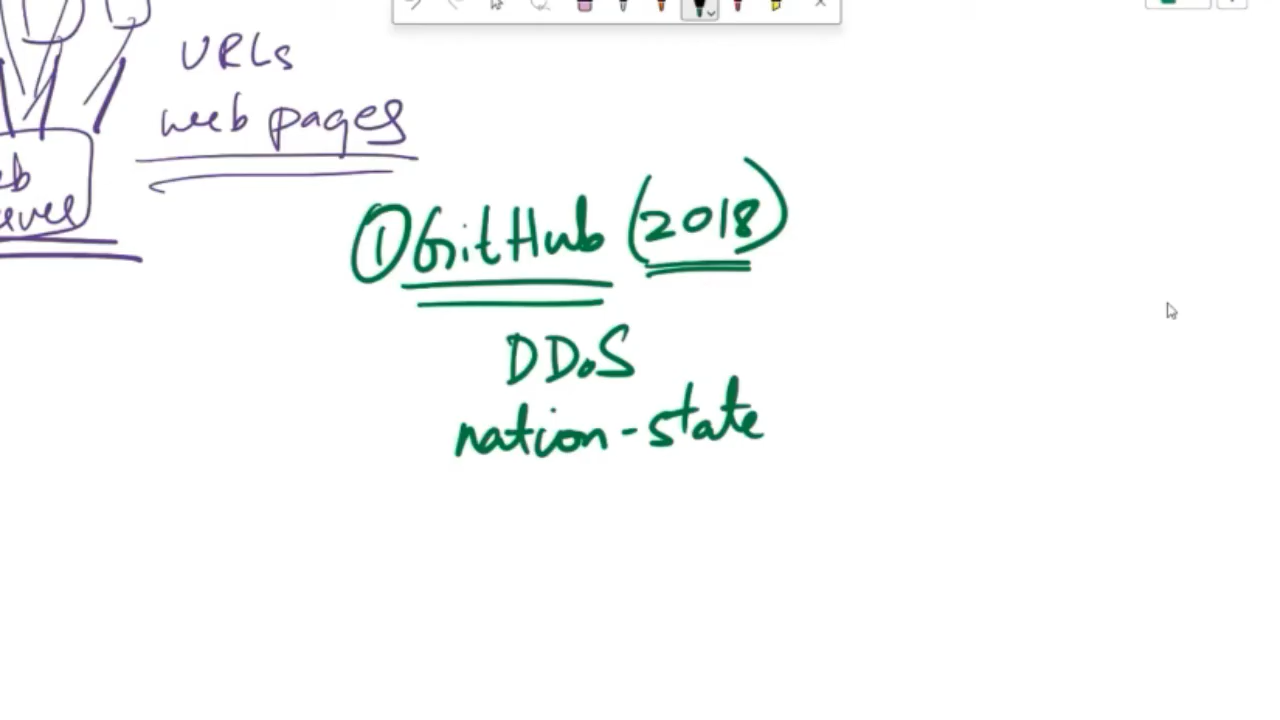 URLs
web pages
① GitHub (2018)
DDoS
nation-state